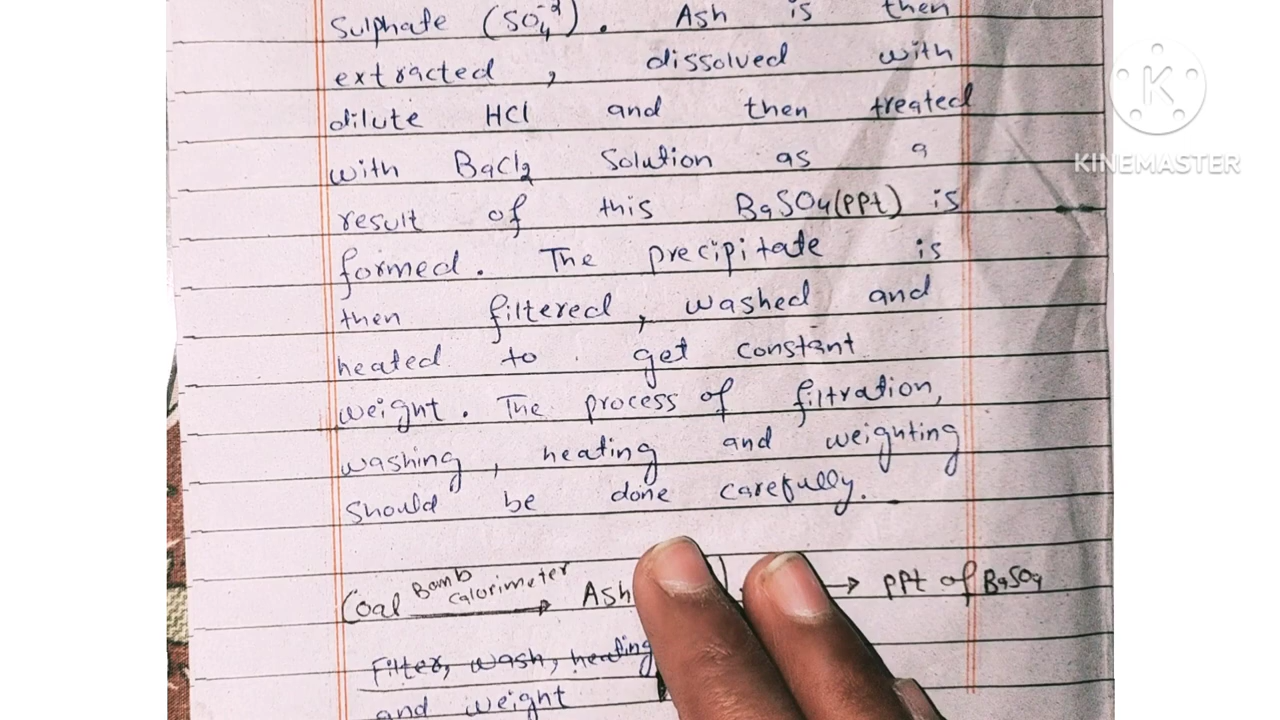 Sulphate (SO4-2). Ash is then
extracted, dissolved with
dilute HCl and then treated
with BaCl2 Solution as a
result of this BaSO4(PPt) is
formed. The precipitate is
then filtered, washed and
heated to get constant
weight. The process of filtration,
washing, heating and weighting
should be done carefully.
Coal Bomb Calorimeter → Ash → PPt of BaSO4
Filter, wash, heating
and weight
K
KINEMASTER